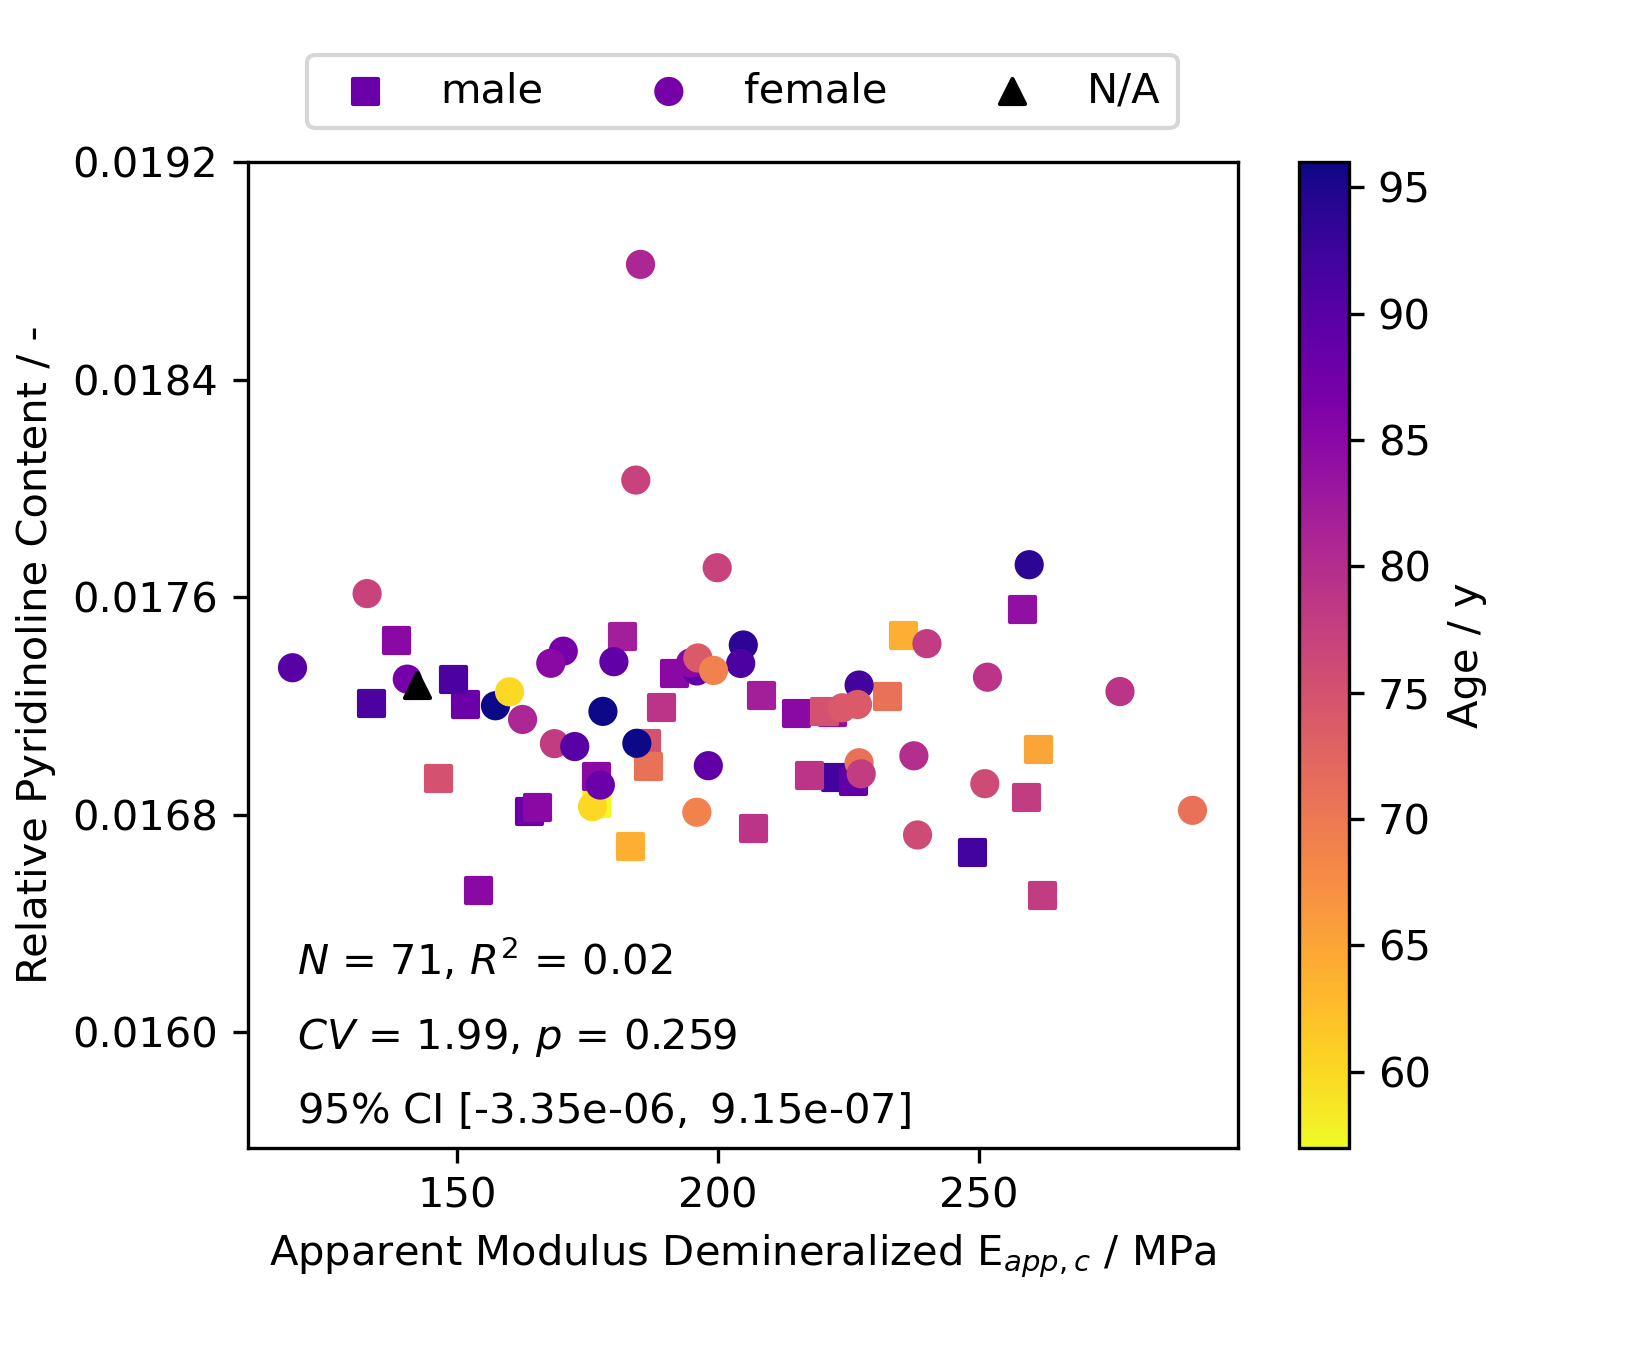 male female N/A
0.0192
0.0184
0.0176
0.0168
0.0160
Relative Pyridinoline Content / -
N = 71, R² = 0.02
CV = 1.99, p = 0.259
95% CI [-3.35e-06, 9.15e-07]
150 200 250
Apparent Modulus Demineralized E_{app, c} / MPa
95
90
85
80
75
70
65
60
Age / y